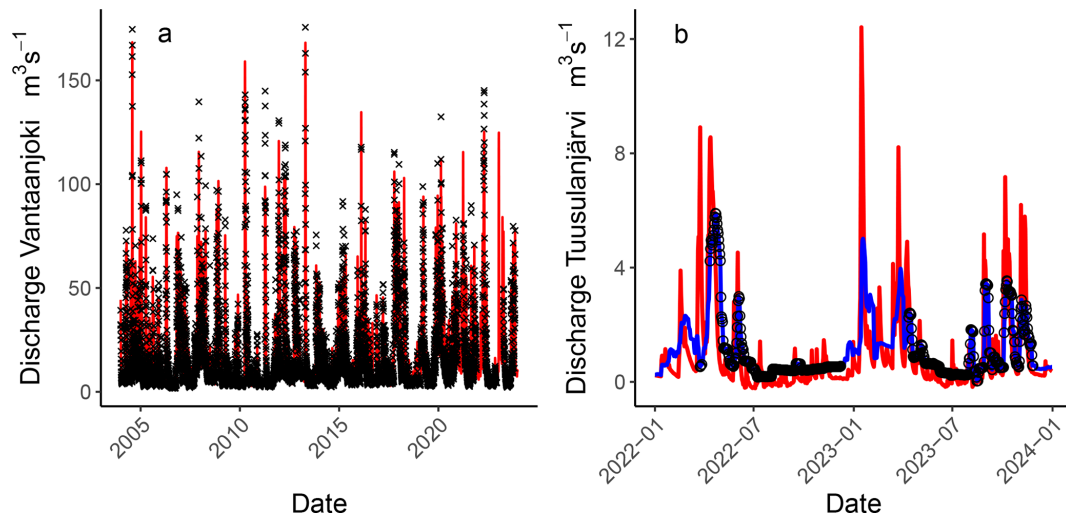 a
Discharge Vantaanjoki m³s⁻¹
150
100
50
0
2005
2010
2015
2020
Date
b
Discharge Tuusulanjärvi m³s⁻¹
12
8
4
0
2022−01
2022−07
2023−01
2023−07
2024−01
Date